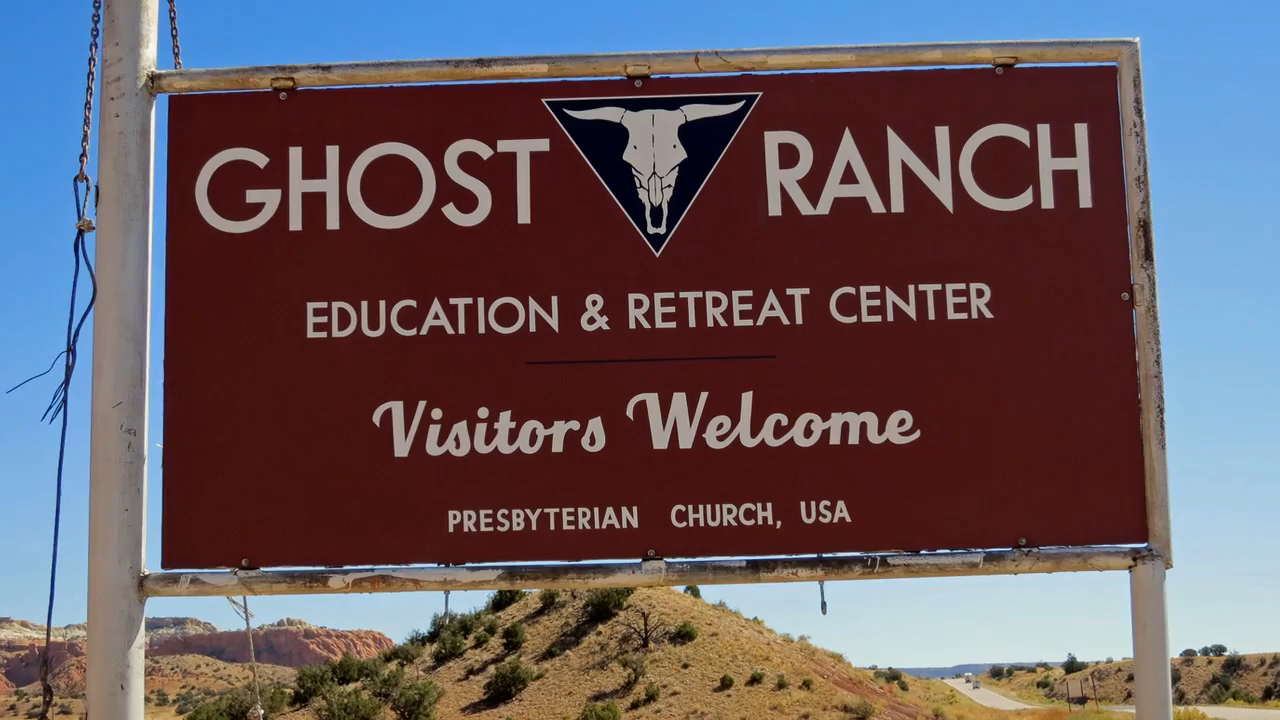 GHOST RANCH
EDUCATION & RETREAT CENTER
Visitors Welcome
PRESBYTERIAN CHURCH, USA